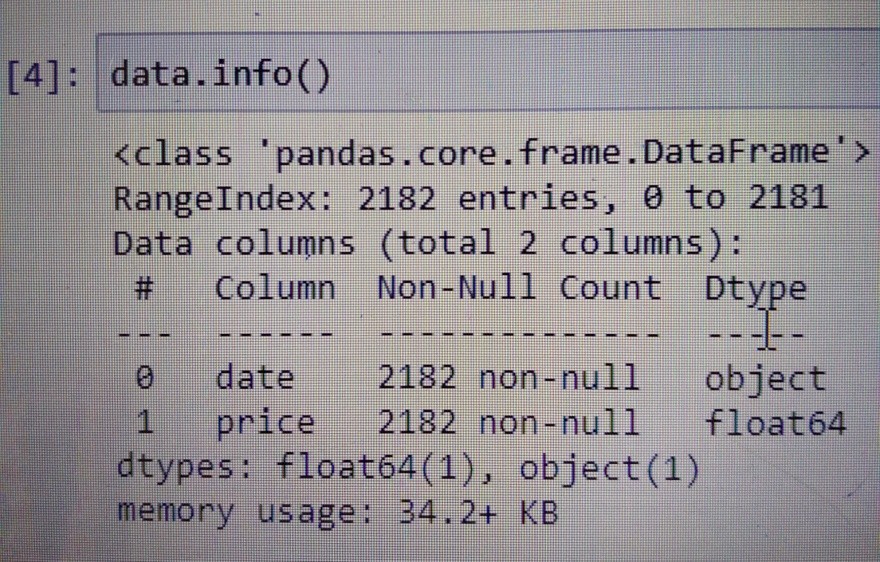 [4]: data.info()
<class 'pandas.core.frame.DataFrame'>
RangeIndex: 2182 entries, 0 to 2181
Data columns (total 2 columns):
# Column Non-Null Count Dtype
--- ------ -------------- -----
0 date 2182 non-null object
1 price 2182 non-null float64
dtypes: float64(1), object(1)
memory usage: 34.2+ KB